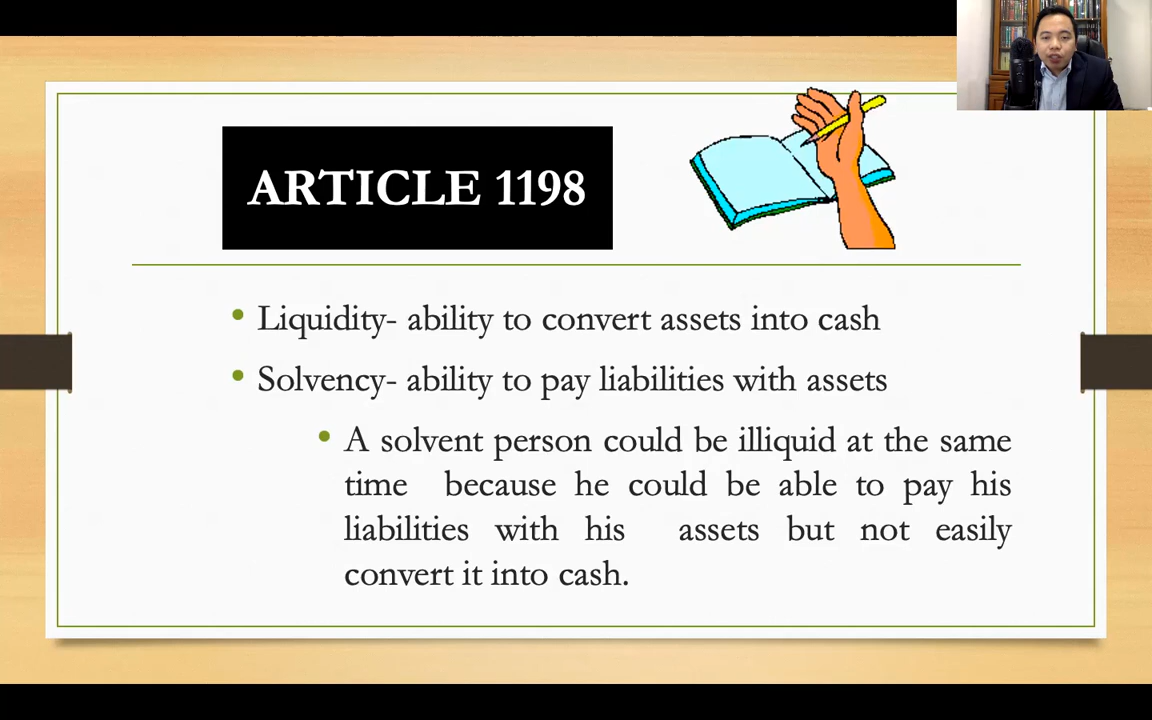 ARTICLE 1198
• Liquidity- ability to convert assets into cash
• Solvency- ability to pay liabilities with assets
• A solvent person could be illiquid at the same
time because he could be able to pay his
liabilities with his assets but not easily
convert it into cash.